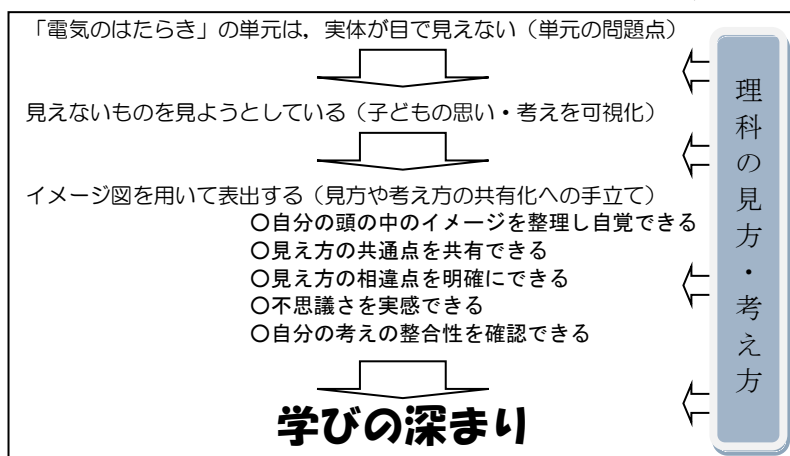 「電気のはたらき」の単元は，実体が目で見えない（単元の問題点）
見えないものを見ようとしている（子どもの思い・考えを可視化）
イメージ図を用いて表出する（見方や考え方の共有化への手立て）
〇自分の頭の中のイメージを整理し自覚できる
〇見え方の共通点を共有できる
〇見え方の相違点を明確にできる
〇不思議さを実感できる
〇自分の考えの整合性を確認できる
学びの深まり
理科の見方・考え方